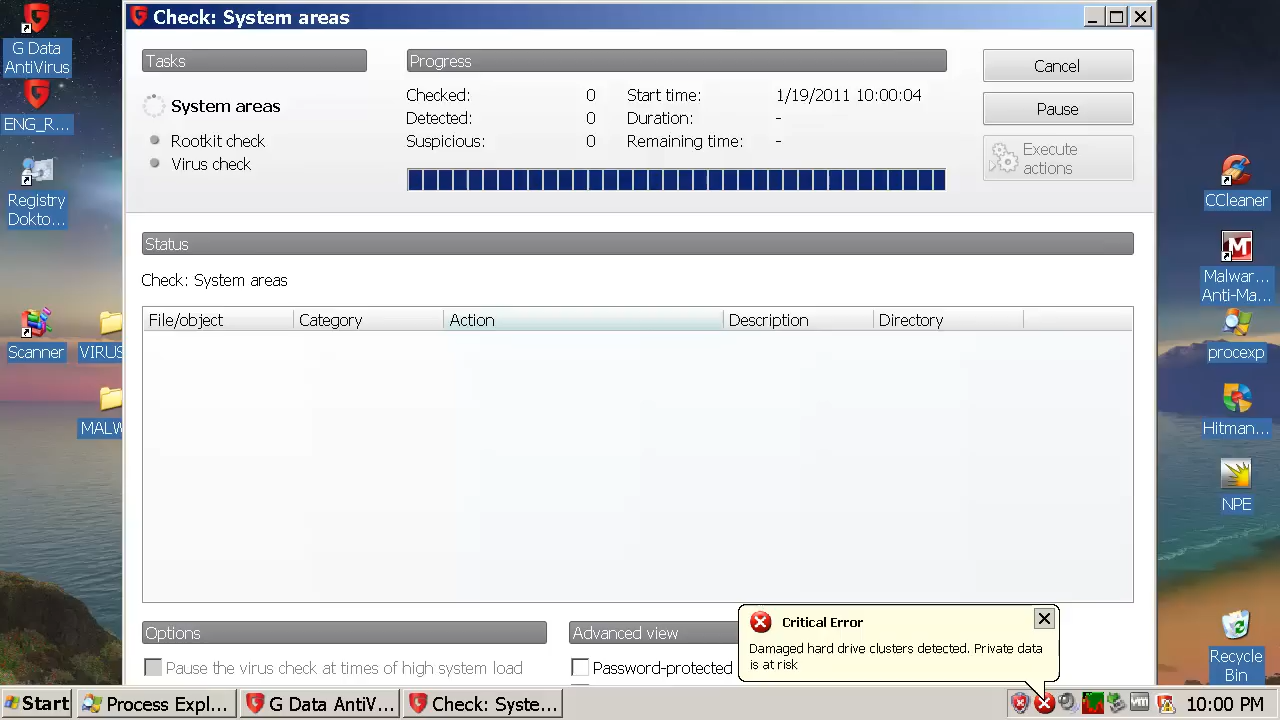 Check: System areas
G Data
AntiVirus
ENG_R...
Registry
Dokto...
Scanner
VIRUS
MALW
Tasks
System areas
Rootkit check
Virus check
Progress
Checked: 0 Start time: 1/19/2011 10:00:04
Detected: 0 Duration: -
Suspicious: 0 Remaining time: -
Cancel
Pause
Execute
actions
Status
Check: System areas
File/object Category Action Description Directory
Options
Pause the virus check at times of high system load
Advanced view
Password-protected
Critical Error
Damaged hard drive clusters detected. Private data
is at risk
CCleaner
Malwar...
Anti-Ma...
procexp
Hitman...
NPE
Recycle
Bin
Start Process Expl... G Data AntiV... Check: Syste... vm 10:00 PM